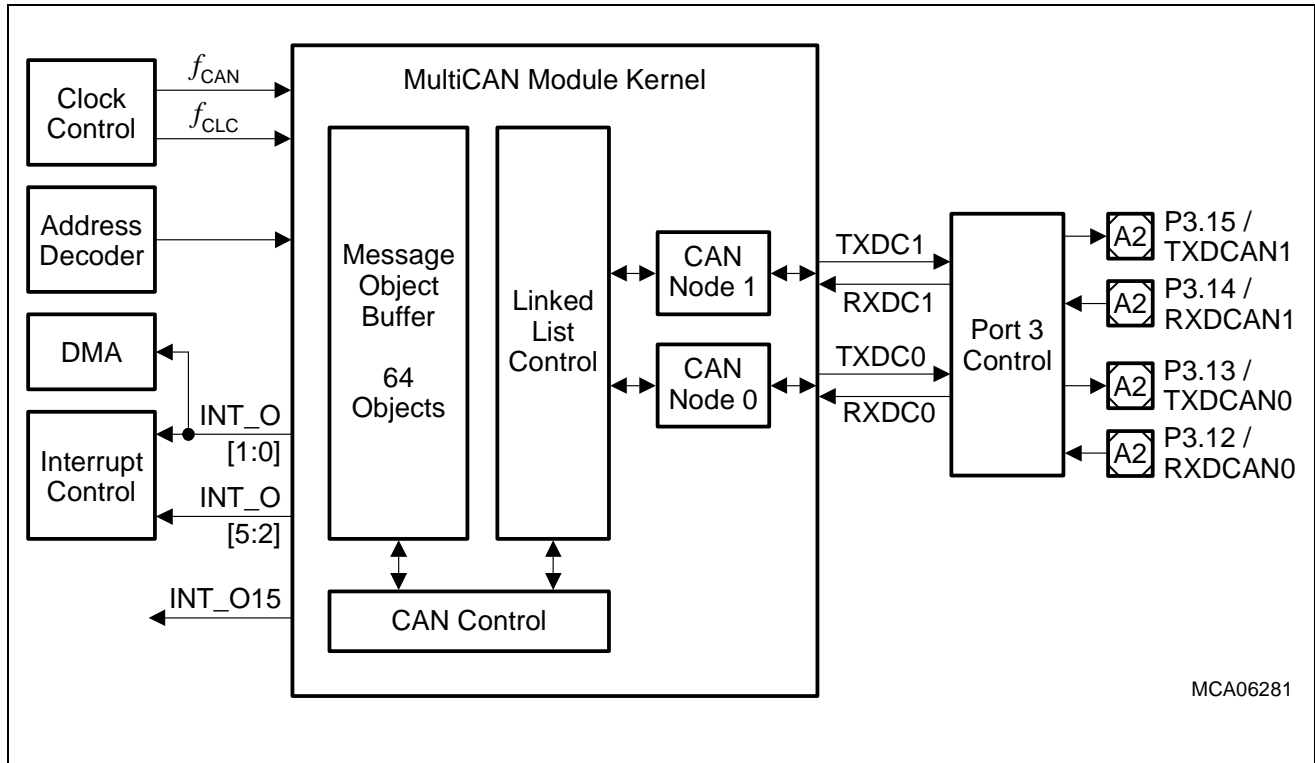 MultiCAN Module Kernel
Clock
Control
fCAN
fCLC
Address
Decoder
DMA
Interrupt
Control
INT_O
[1:0]
INT_O
[5:2]
INT_O15
Message
Object
Buffer
64
Objects
Linked
List
Control
CAN Control
CAN
Node 1
CAN
Node 0
TXDC1
RXDC1
TXDC0
RXDC0
Port 3
Control
A2
P3.15 /
TXDCAN1
A2
P3.14 /
RXDCAN1
A2
P3.13 /
TXDCAN0
A2
P3.12 /
RXDCAN0
MCA06281